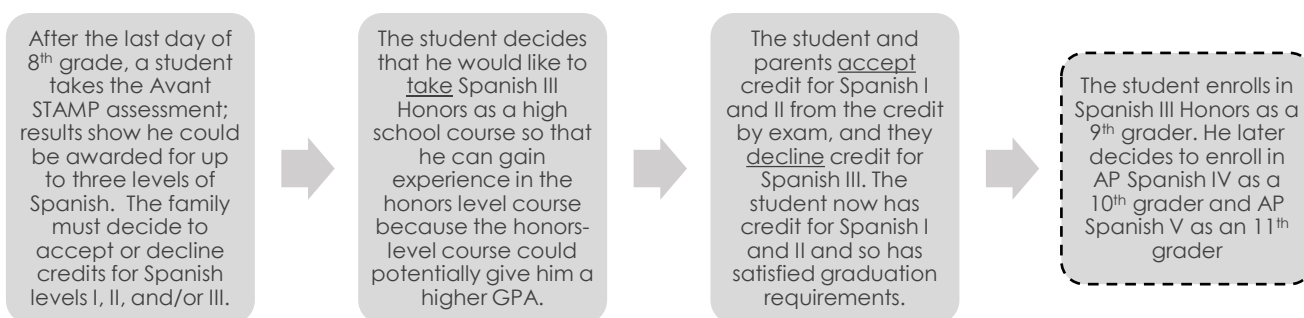 After the last day of
8th grade, a student
takes the Avant
STAMP assessment;
results show he could
be awarded for up
to three levels of
Spanish.  The family
must decide to
accept or decline
credits for Spanish
levels I, II, and/or III.
The student decides
that he would like to
take Spanish III
Honors as a high
school course so that
he can gain
experience in the
honors level course
because the honors-
level course could
potentially give him a
higher GPA.
The student and
parents accept
credit for Spanish I
and II from the credit
by exam, and they
decline credit for
Spanish III. The
student now has
credit for Spanish I
and II and so has
satisfied graduation
requirements.
The student enrolls in
Spanish III Honors as a
9th grader. He later
decides to enroll in
AP Spanish IV as a
10th grader and AP
Spanish V as an 11th
grader